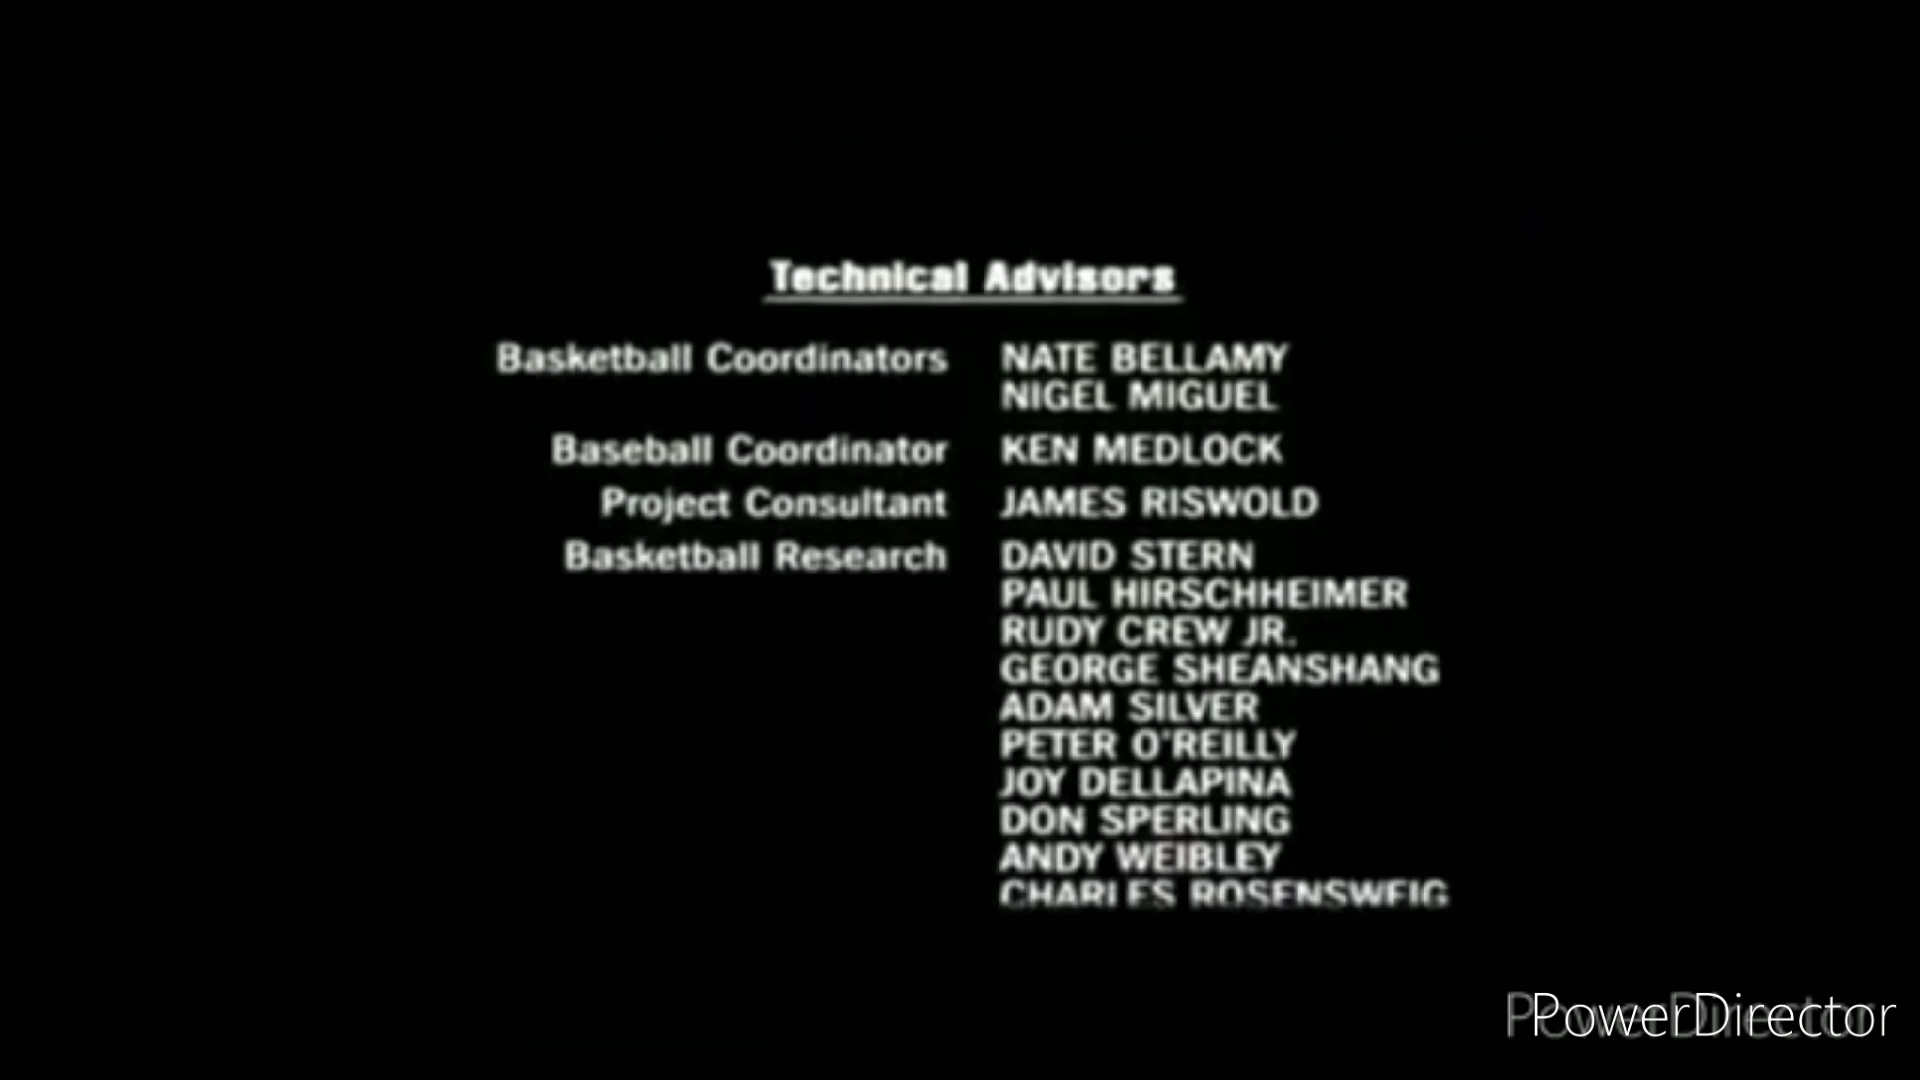 Technical Advisors
Basketball Coordinators NATE BELLAMY
NIGEL MIGUEL
Baseball Coordinator KEN MEDLOCK
Project Consultant JAMES RISWOLD
Basketball Research DAVID STERN
PAUL HIRSCHHEIMER
RUDY CREW JR.
GEORGE SHEANSHANG
ADAM SILVER
PETER O'REILLY
JOY DELLAPINA
DON SPERLING
ANDY WEIBLEY
CHARLES ROSENSWEIG
PowerDirector
PowerDirector